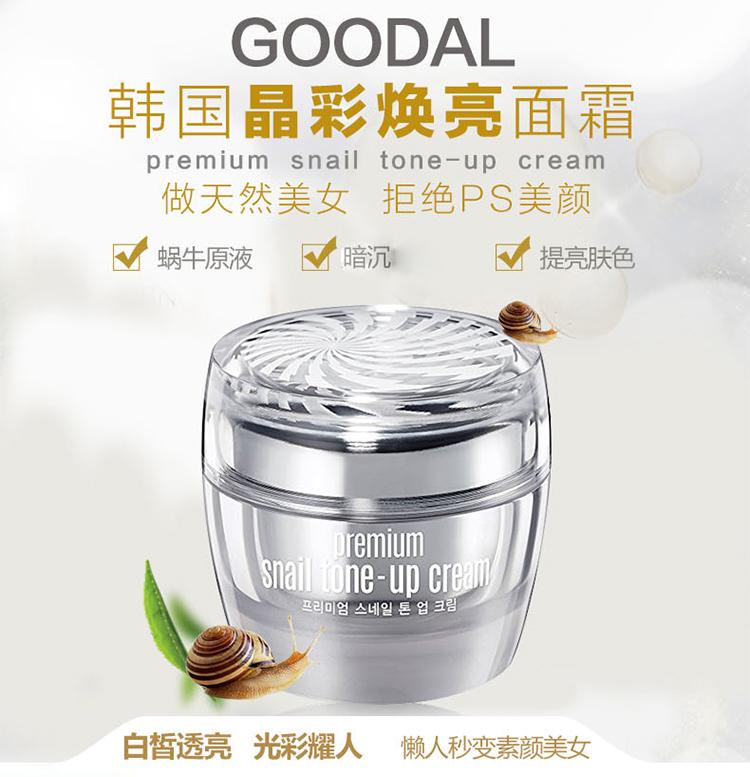 GOODAL
韩国晶彩焕亮面霜
premium snail tone-up cream
做天然美女 拒绝PS美颜
蜗牛原液 暗沉 提亮肤色
premium
snail tone-up cream
프리미엄 스네일 톤 업 크림
白皙透亮 光彩耀人 懒人秒变素颜美女